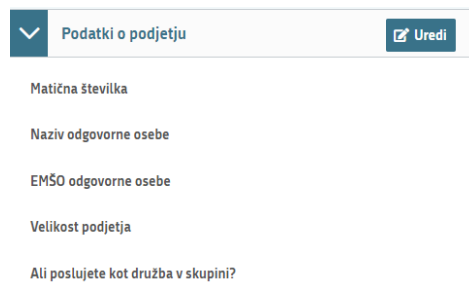 Podatki o podjetju
Uredi
Matična številka
Naziv odgovorne osebe
EMŠO odgovorne osebe
Velikost podjetja
Ali poslujete kot družba v skupini?